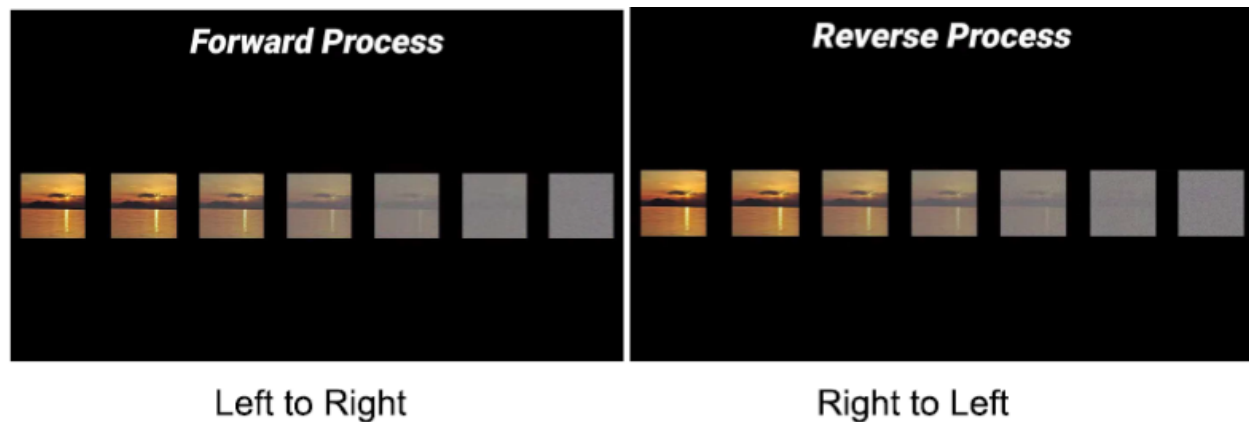 Forward Process
Reverse Process
Left to Right
Right to Left